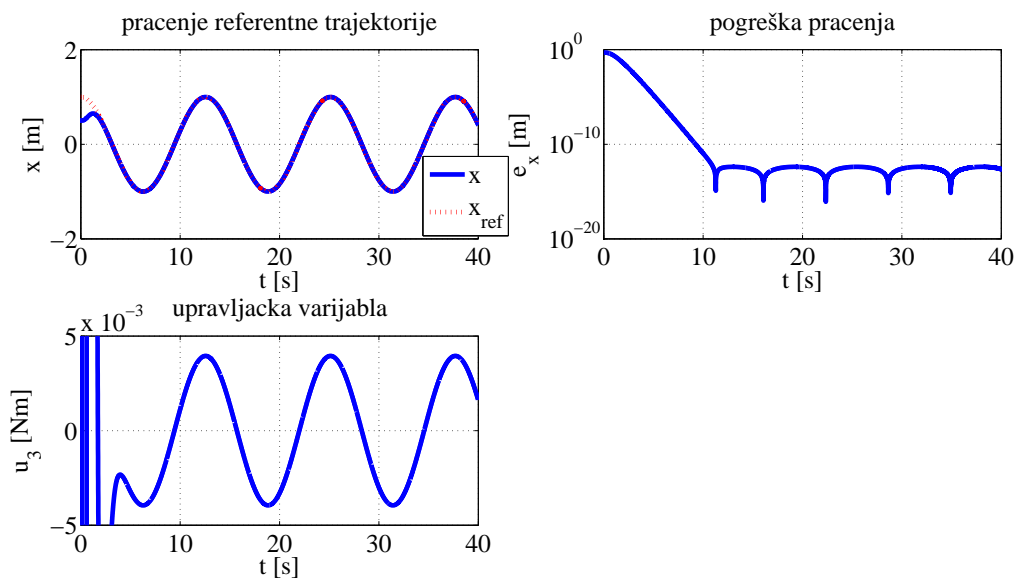 pracenje referentne trajektorije
2
0
−2
x [m]
0 10 20 30 40
t [s]
x
x_ref
pogreška pracenja
10^0
10^−10
10^−20
e_x [m]
0 10 20 30 40
t [s]
upravljacka varijabla
x 10^−3
5
0
−5
u_3 [Nm]
0 10 20 30 40
t [s]